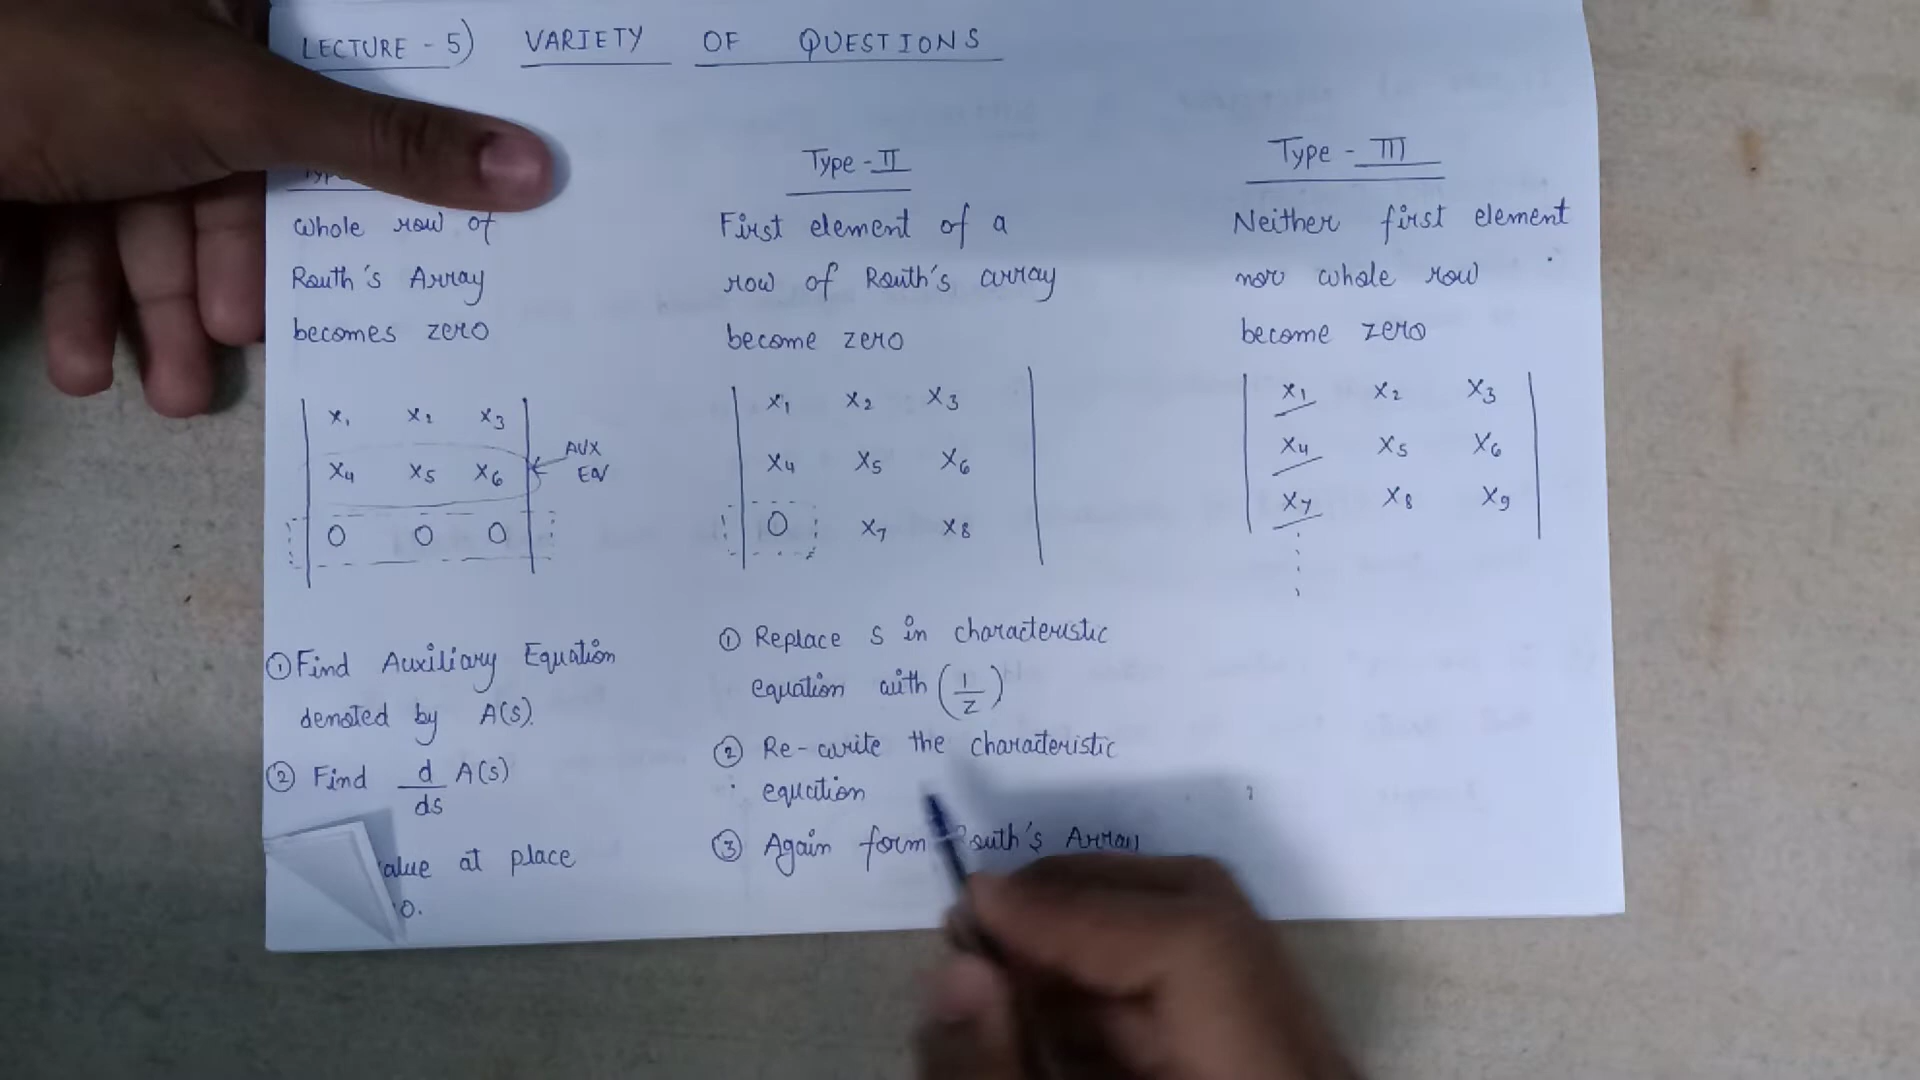 LECTURE - 5) VARIETY OF QUESTIONS
Whole row of
Routh's Array
becomes zero
x1 x2 x3
x4 x5 x6
AUX
EQ
0 0 0
① Find Auxiliary Equation
denoted by A(s).
② Find d/ds A(s)
at place
Type - II
First element of a
row of Routh's array
become zero
x1 x2 x3
x4 x5 x6
0 x7 x8
① Replace s in characteristic
equation with (1/z)
② Re-write the characteristic
equation
③ Again form Routh's Array
Type - III
Neither first element
nor whole row
become zero
x1 x2 x3
x4 x5 x6
x7 x8 x9